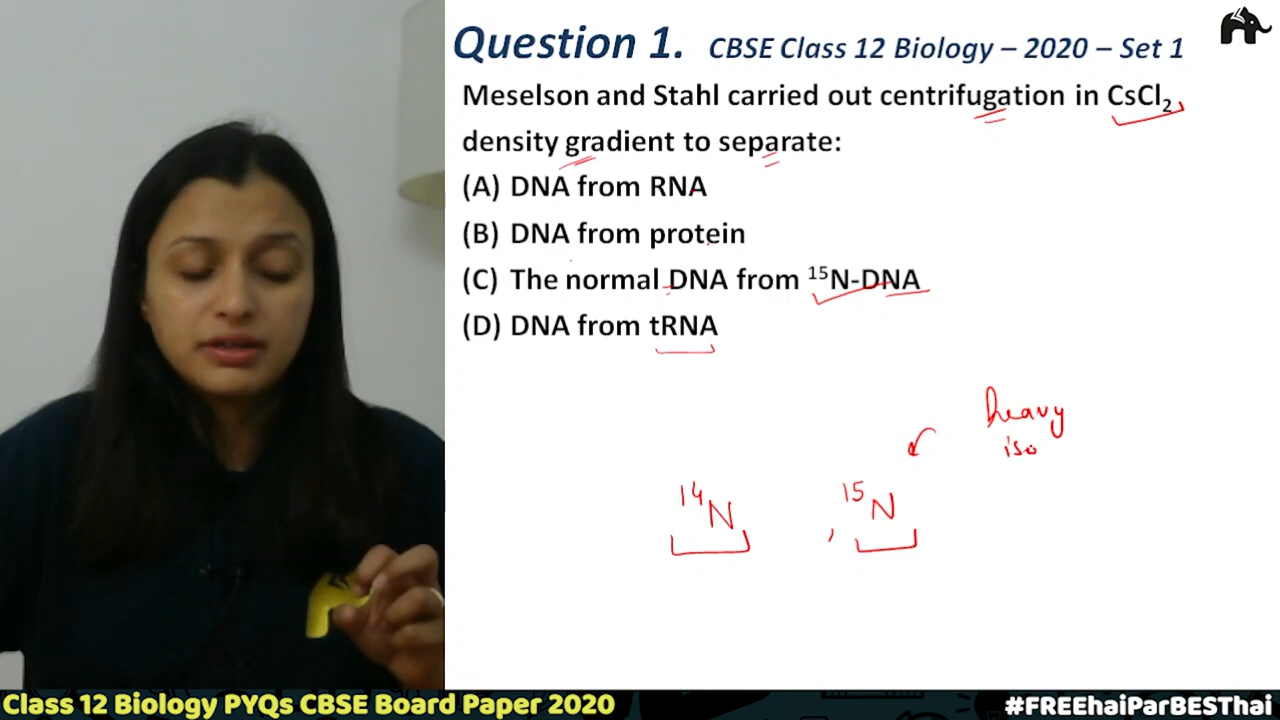 Question 1. CBSE Class 12 Biology – 2020 – Set 1
Meselson and Stahl carried out centrifugation in CsCl₂
density gradient to separate:
(A) DNA from RNA
(B) DNA from protein
(C) The normal DNA from ¹⁵N-DNA
(D) DNA from tRNA
heavy
iso
¹⁴N , ¹⁵N
Class 12 Biology PYQs CBSE Board Paper 2020
#FREEhaiParBESThai